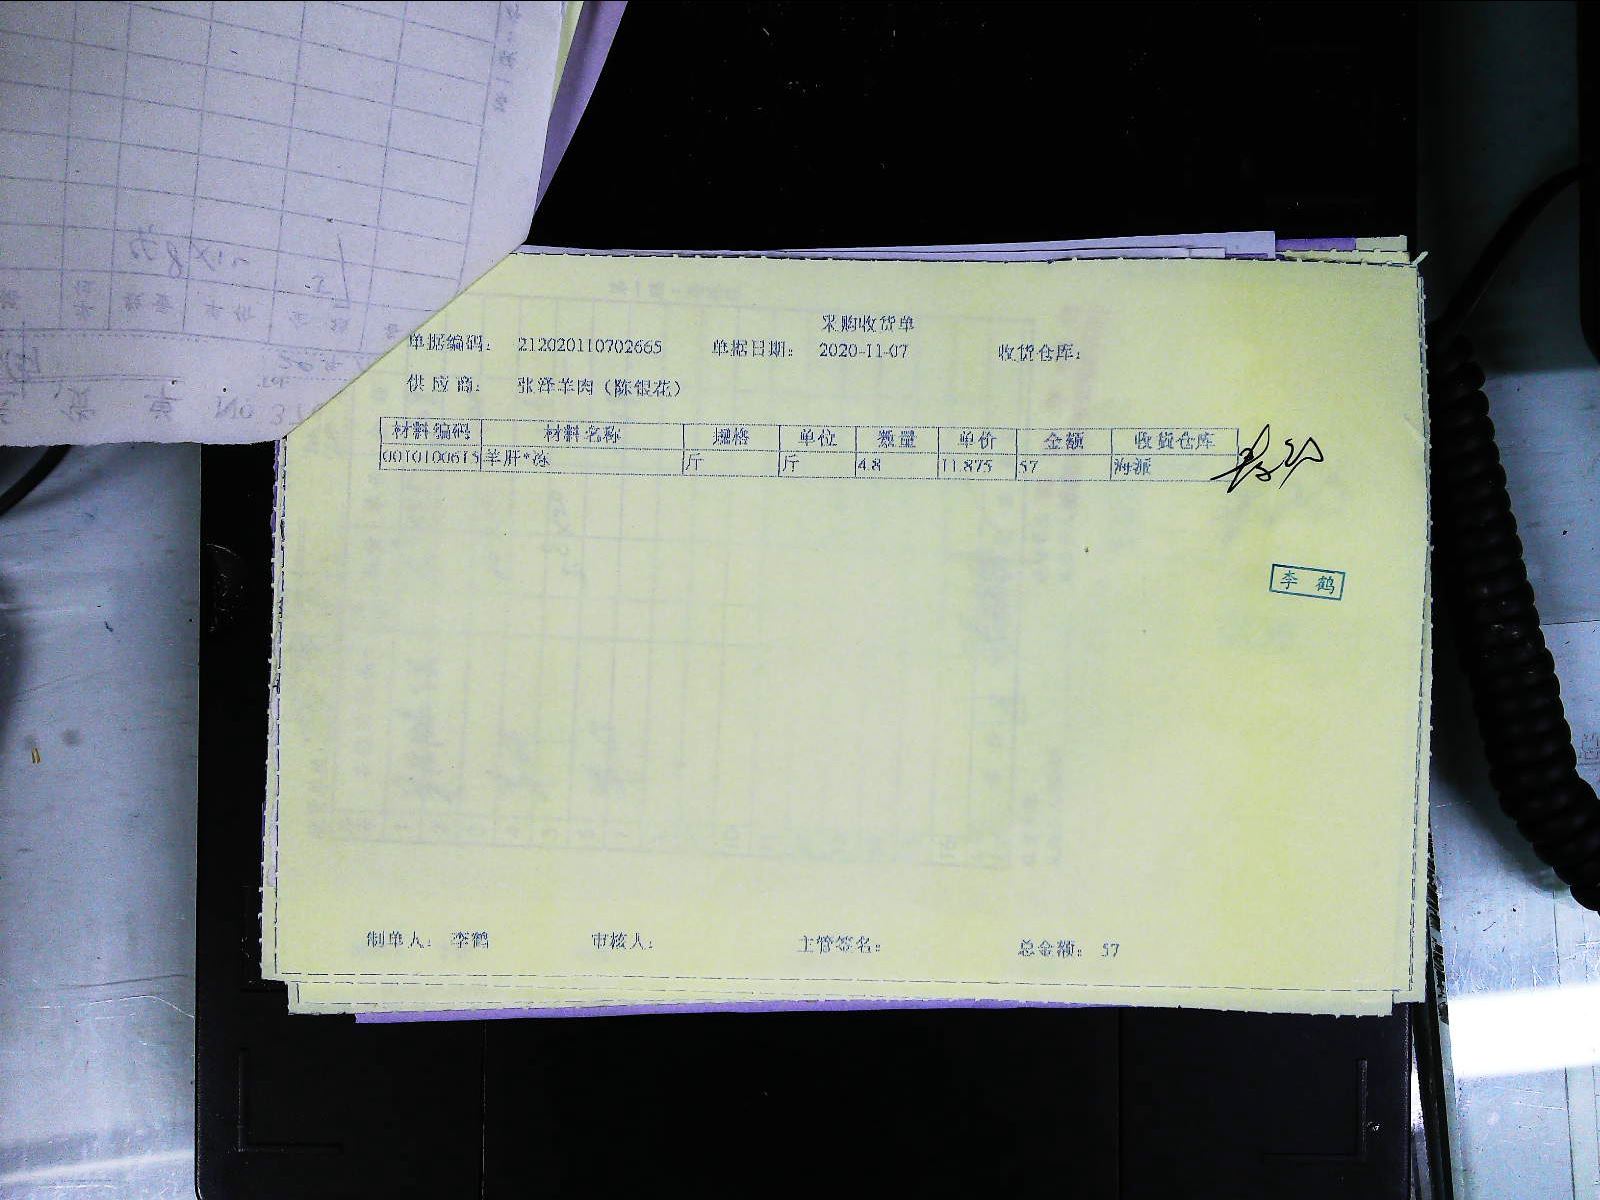 采购收货单
单据编码： 212020110702665 单据日期： 2020-11-07 收货仓库：
供应商： 张泽羊肉（陈银花）
材料编码 材料名称 规格 单位 数量 单价 金额 收货仓库
0010100615 羊肝*冻 斤 斤 4.8 11.875 57 海派
李 鹤
制单人： 李鹤 审核人： 主管签名： 总金额： 57